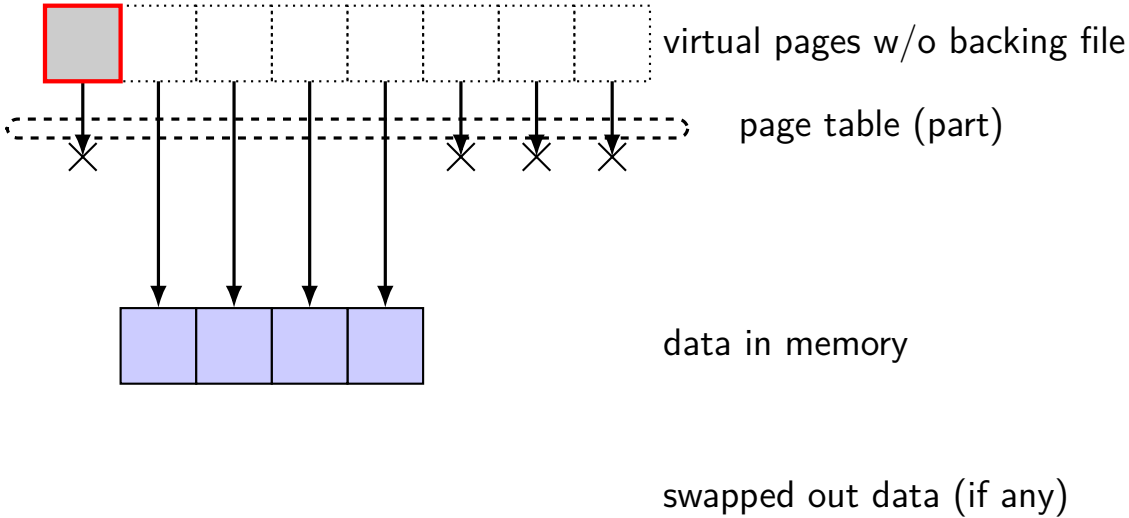 virtual pages w/o backing file
page table (part)
data in memory
swapped out data (if any)